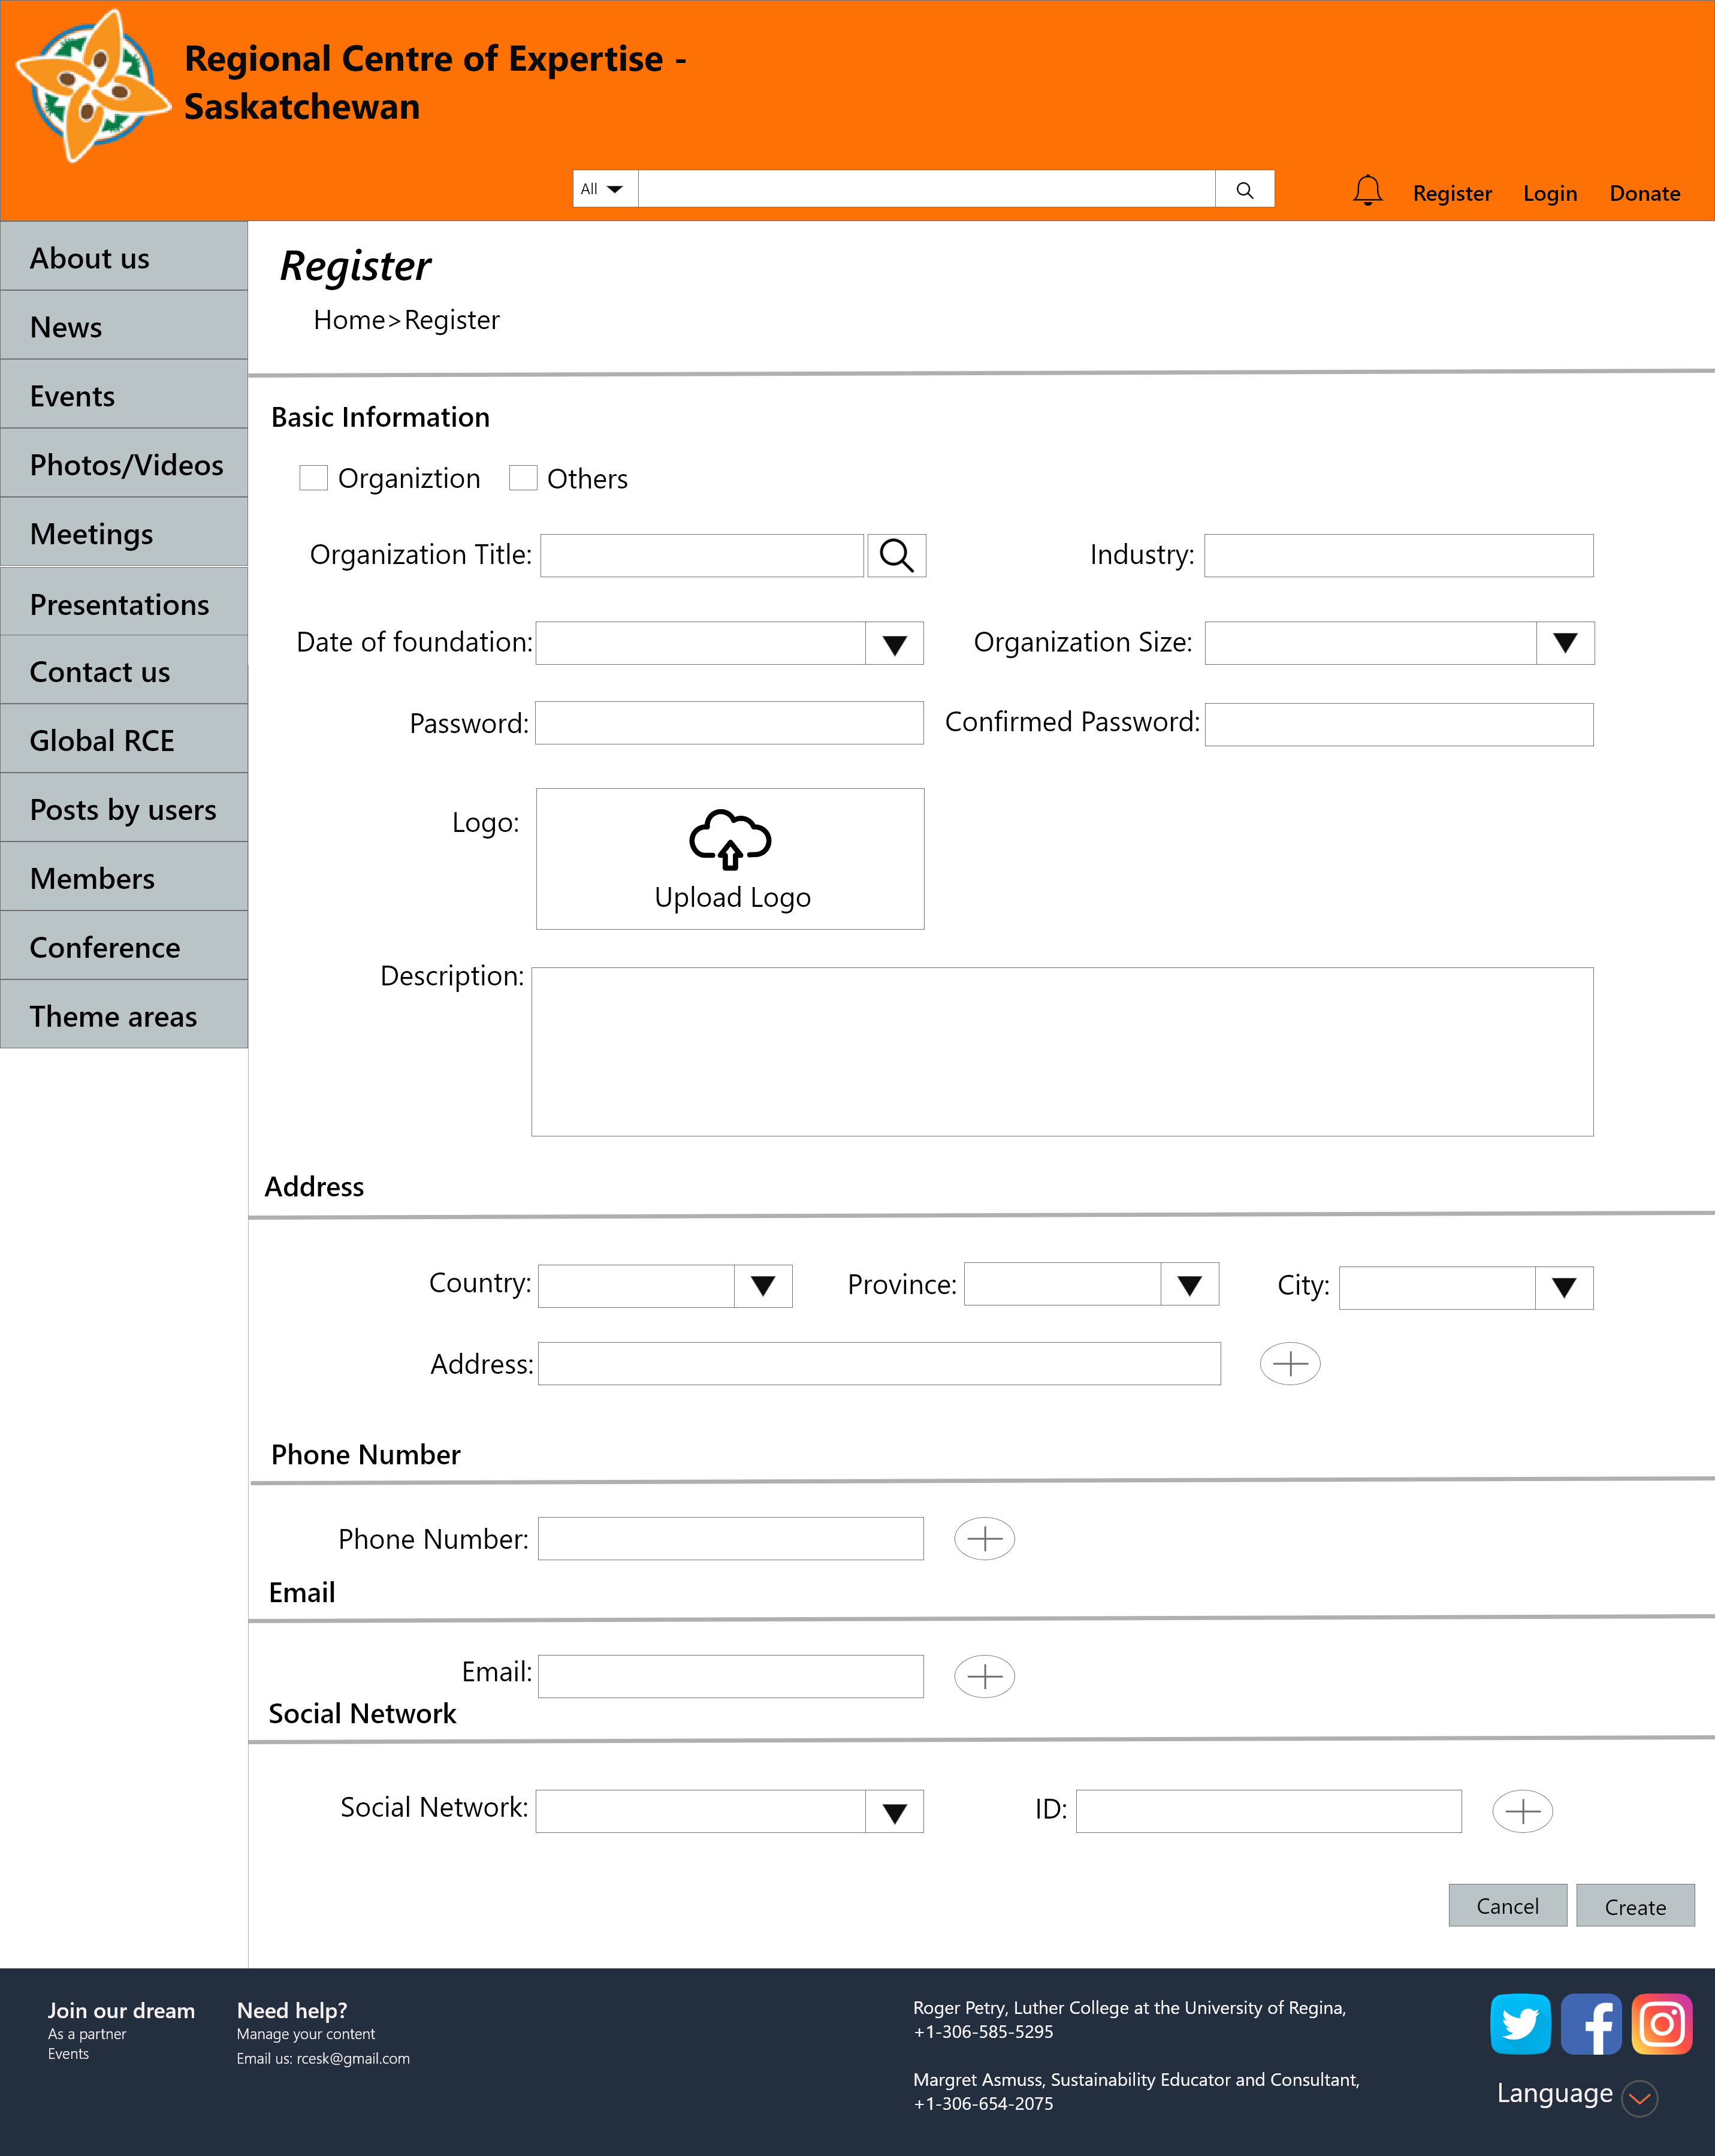 Regional Centre of Expertise -
Saskatchewan
All
Register Login Donate
About us
News
Events
Photos/Videos
Meetings
Presentations
Contact us
Global RCE
Posts by users
Members
Conference
Theme areas
Register
Home>Register
Basic Information
Organiztion Others
Organization Title: Industry:
Date of foundation: Organization Size:
Password: Confirmed Password:
Logo:
Upload Logo
Description:
Address
Country: Province: City:
Address:
Phone Number
Phone Number:
Email
Email:
Social Network
Social Network: ID:
Cancel Create
Join our dream
As a partner
Events
Need help?
Manage your content
Email us: rcesk@gmail.com
Roger Petry, Luther College at the University of Regina,
+1-306-585-5295
Margret Asmuss, Sustainability Educator and Consultant,
+1-306-654-2075
Language